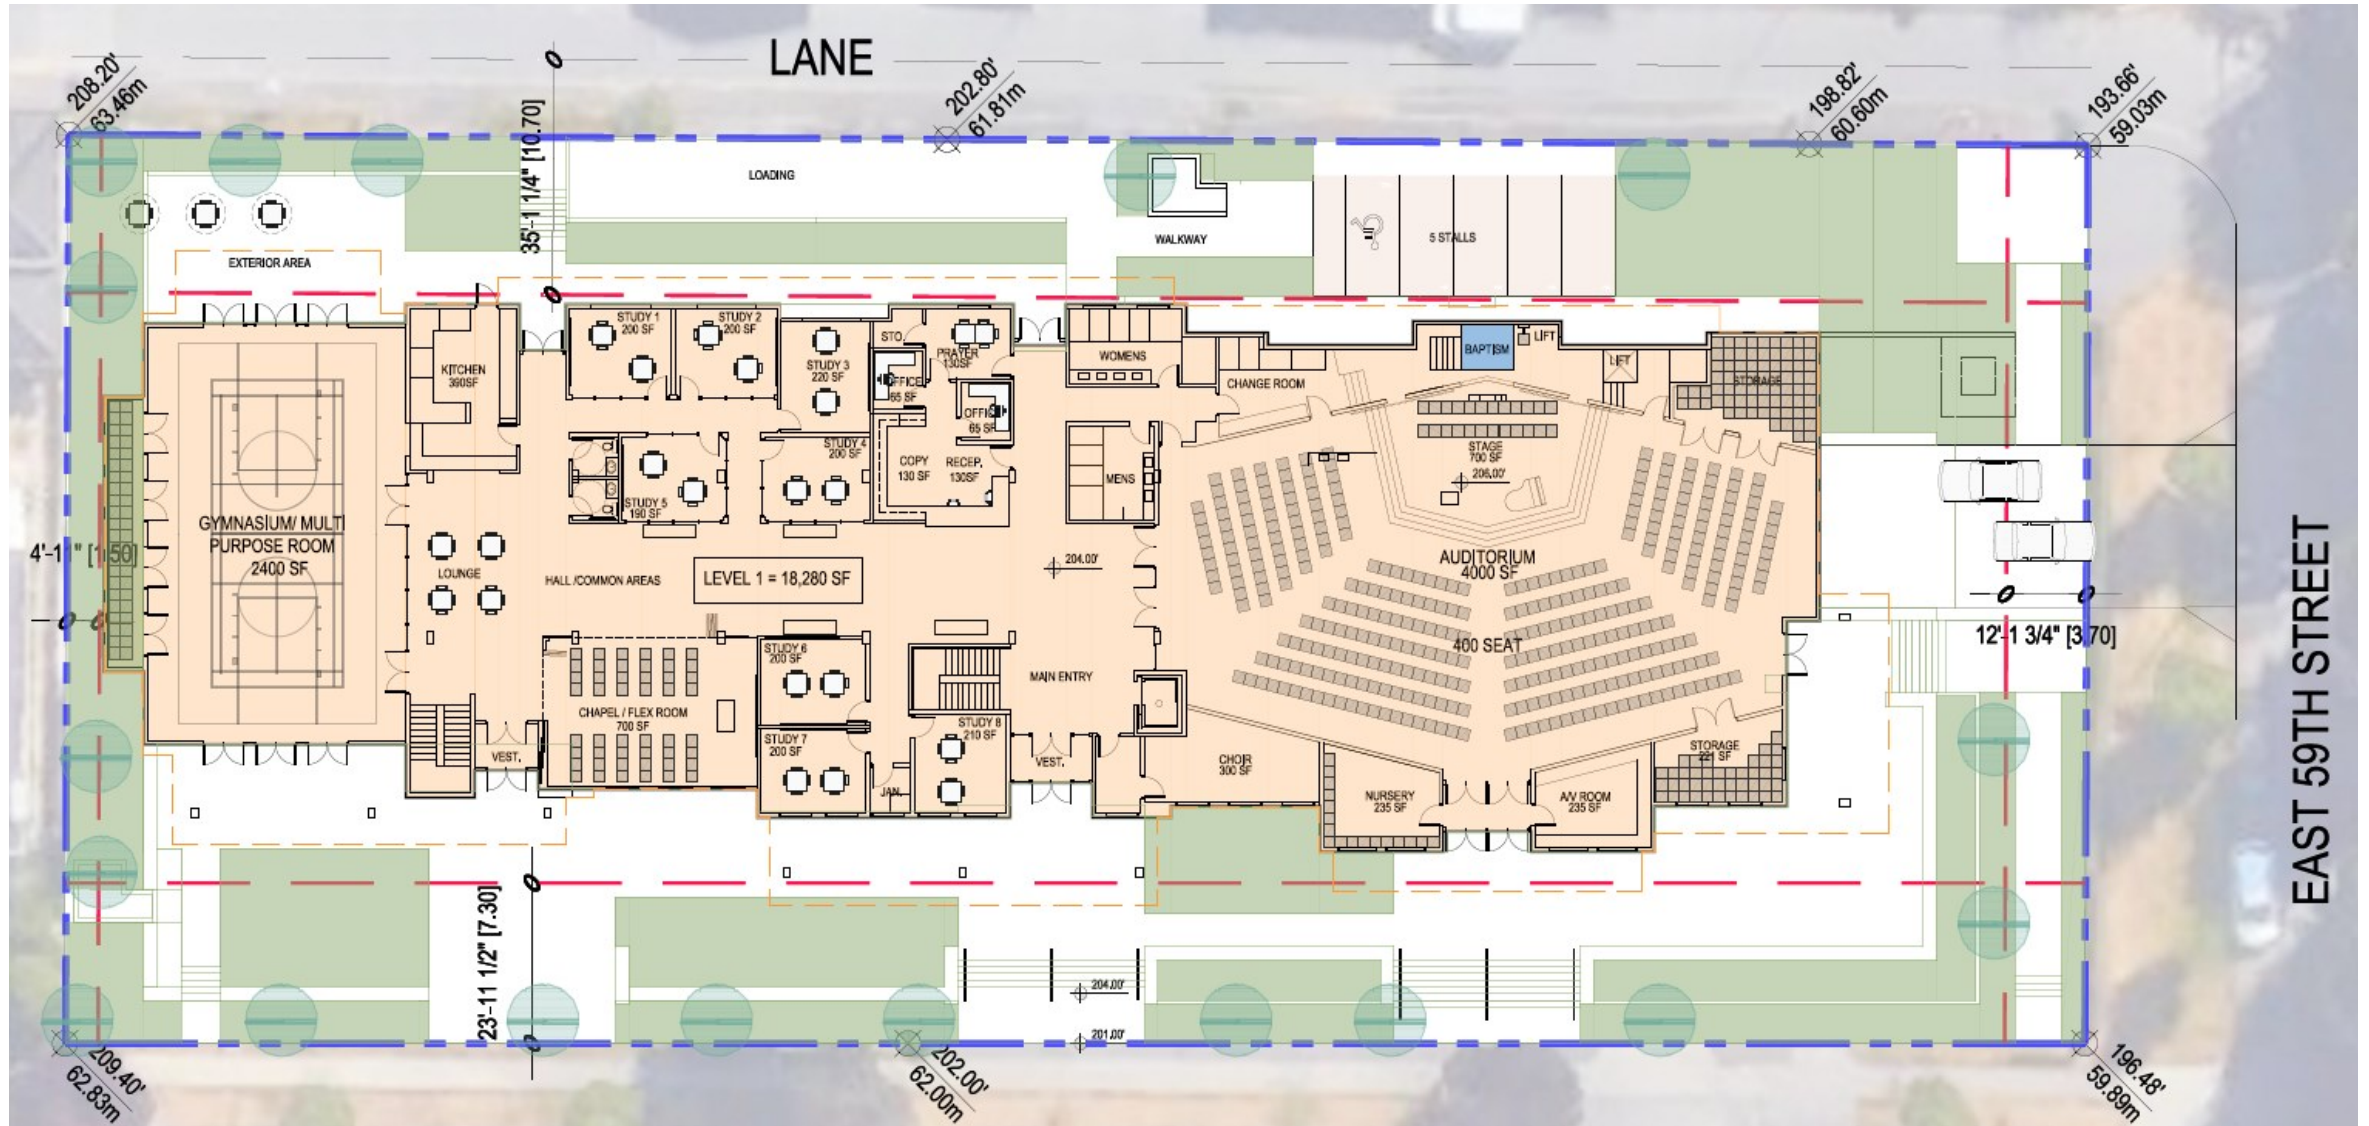 LANE
208.20'
63.46m
202.80'
61.81m
198.82'
60.60m
193.66'
59.03m
35'-1 1/4" [10.70]
LOADING
WALKWAY
5 STALLS
EXTERIOR AREA
STUDY 1
200 SF
STUDY 2
200 SF
STUDY 3
220 SF
STO.
PRAYER
130SF
OFFICE
65 SF
OFFICE
65 SF
KITCHEN
390SF
WOMENS
CHANGE ROOM
BAPTISM
LIFT
LIFT
STORAGE
STUDY 4
200 SF
STUDY 5
190 SF
COPY
130 SF
RECEP.
130SF
MENS
STAGE
700 SF
206.00'
GYMNASIUM/ MULTI
PURPOSE ROOM
2400 SF
4'-11" [1.50]
LOUNGE
HALL /COMMON AREAS
LEVEL 1 = 18,280 SF
204.00'
AUDITORIUM
4000 SF
400 SEAT
12'-1 3/4" [3.70]
EAST 59TH STREET
STUDY 6
200 SF
STUDY 7
200 SF
STUDY 8
210 SF
MAIN ENTRY
CHAPEL / FLEX ROOM
700 SF
VEST.
VEST.
JAN.
CHOIR
300 SF
NURSERY
235 SF
A/V ROOM
235 SF
STORAGE
221 SF
23'-11 1/2" [7.30]
204.00'
201.00'
209.40'
62.83m
202.00'
62.00m
196.48'
59.89m